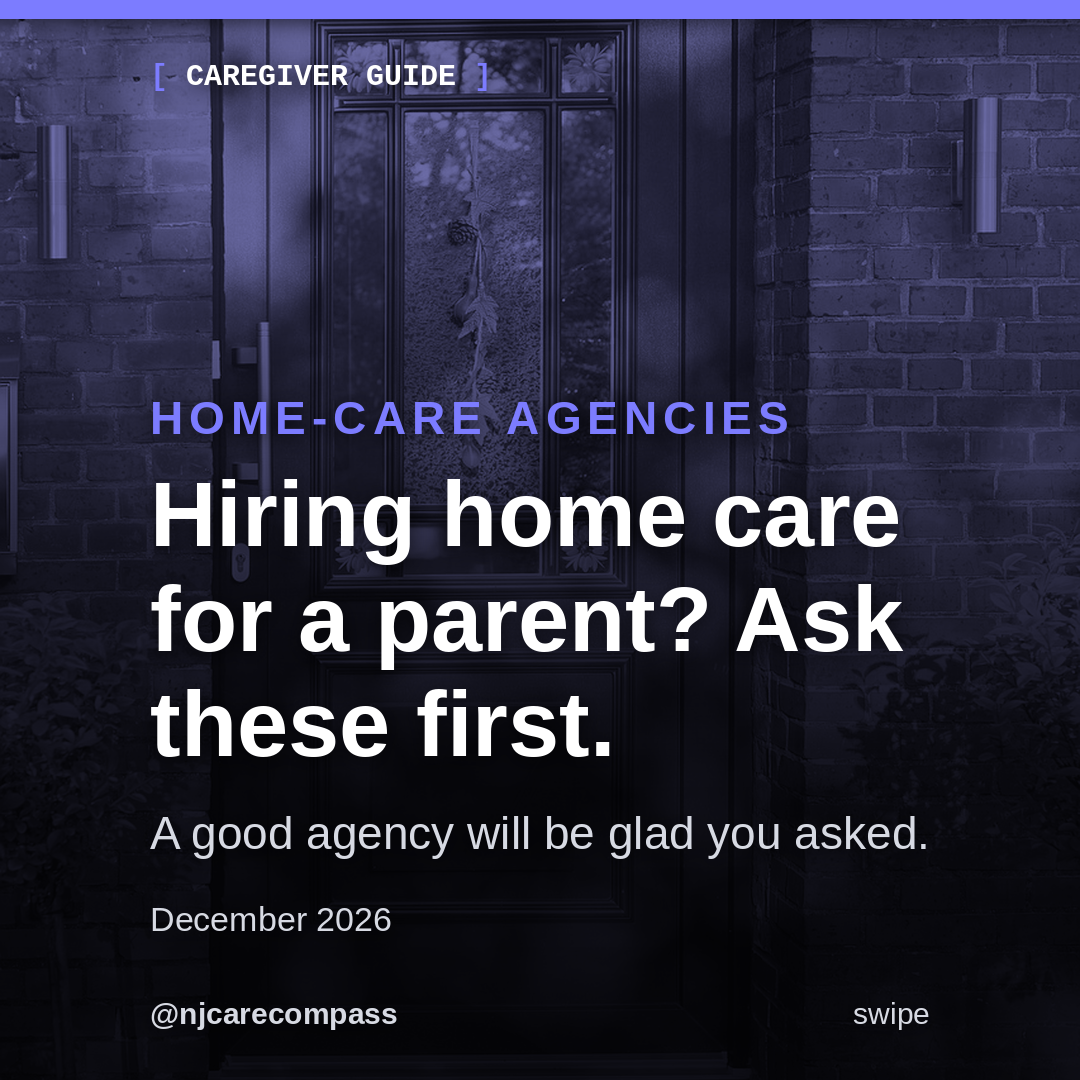 [ CAREGIVER GUIDE ]
HOME-CARE AGENCIES
Hiring home care
for a parent? Ask
these first.
A good agency will be glad you asked.
December 2026
@njcarecompass
swipe